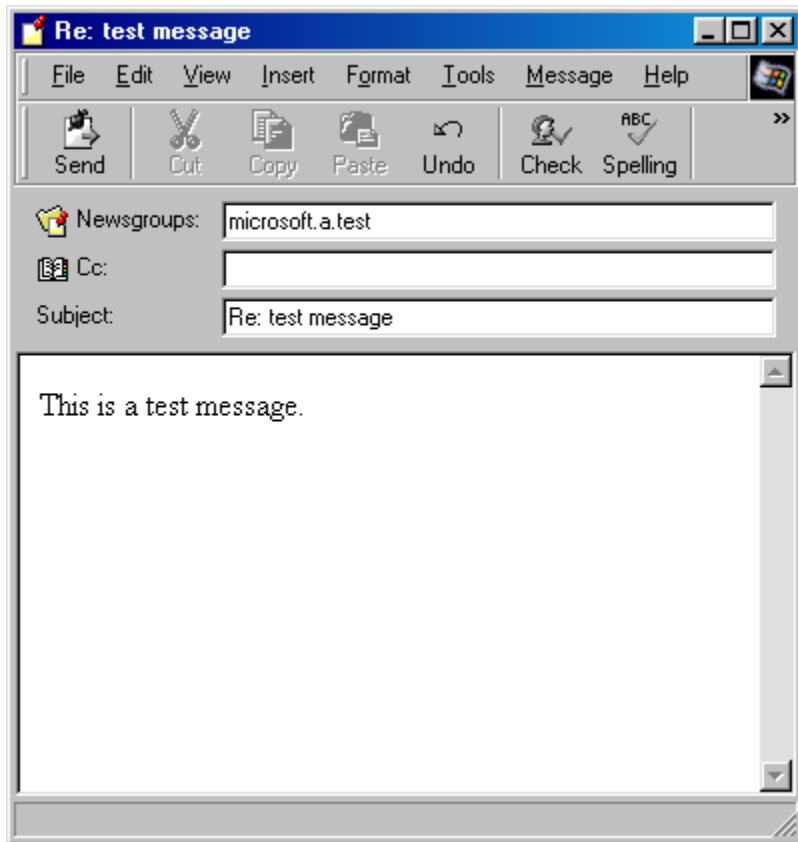 Re: test message
File Edit View Insert Format Tools Message Help
ABC
Send Cut Copy Paste Undo Check Spelling
Newsgroups: microsoft.a.test
Cc:
Subject: Re: test message
This is a test message.